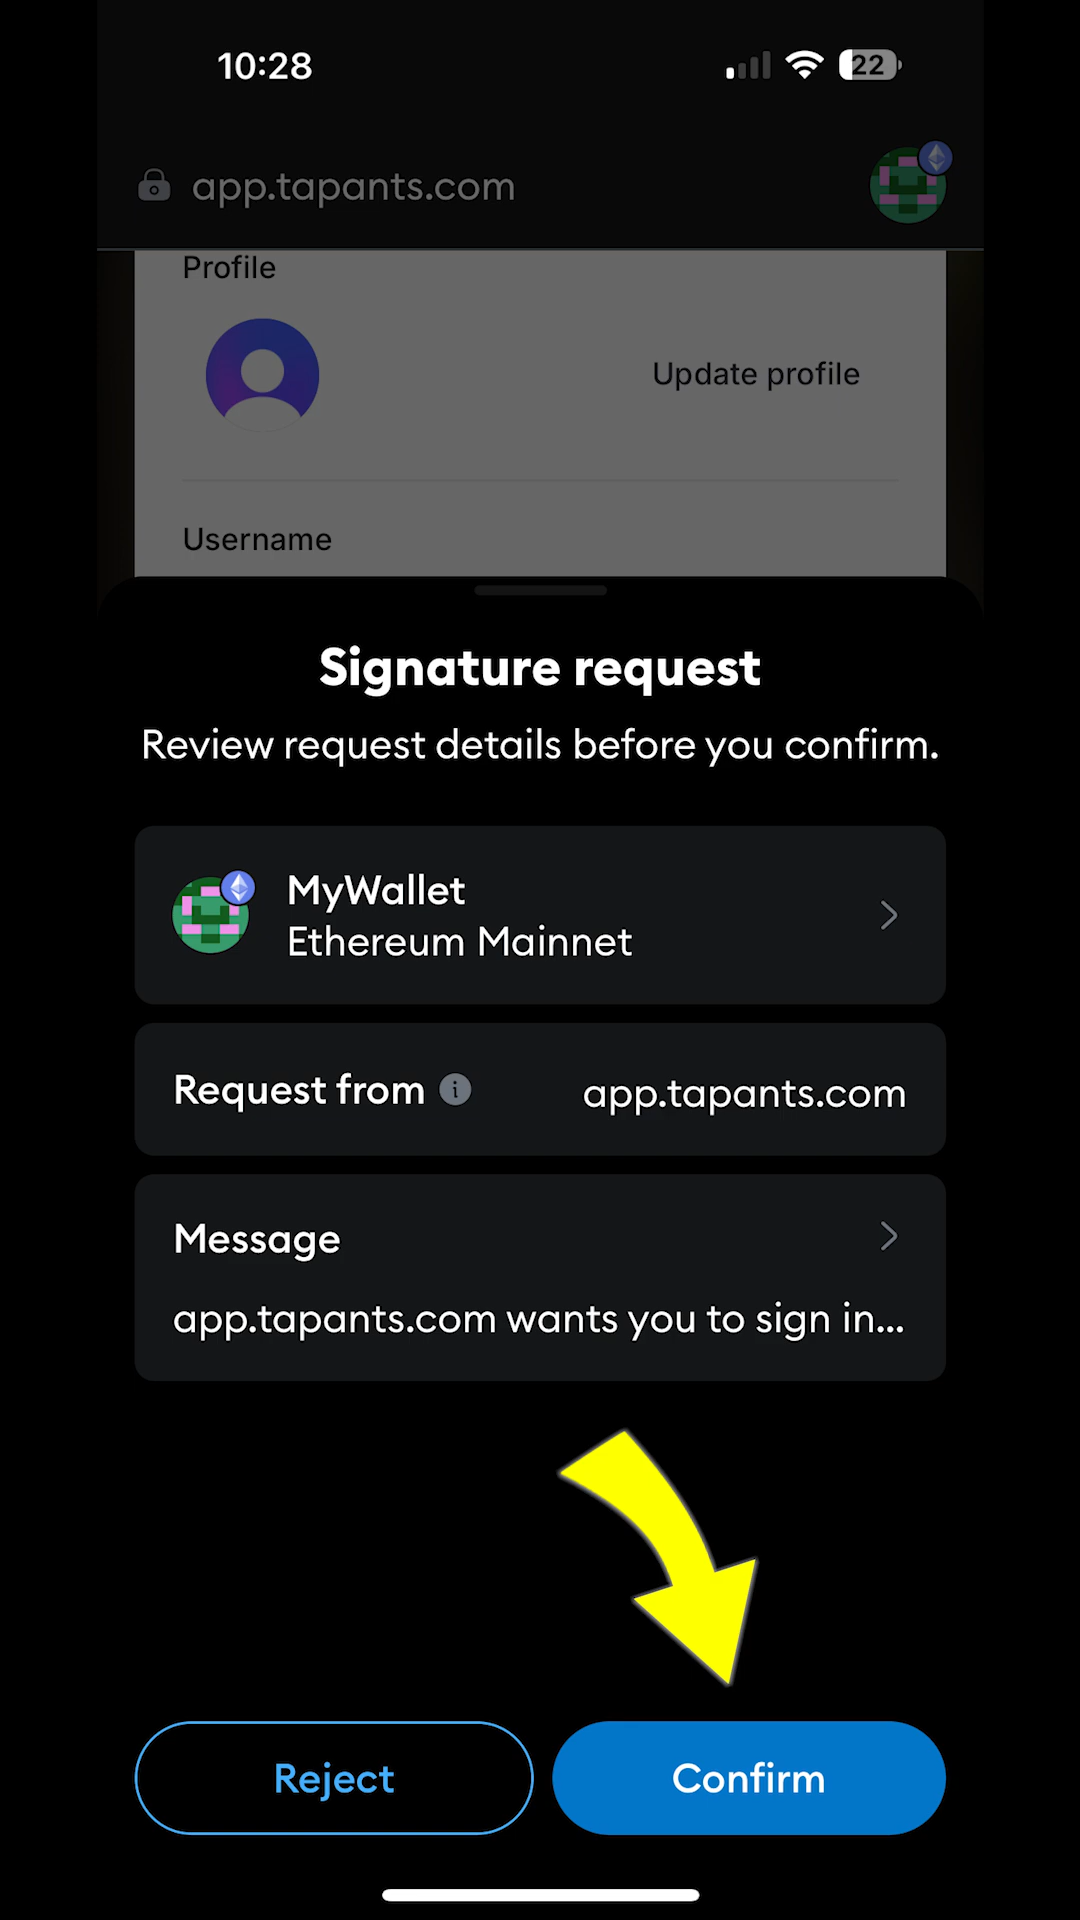 10:28
22
app.tapants.com
Profile
Update profile
Username
Signature request
Review request details before you confirm.
MyWallet
Ethereum Mainnet
Request from i
app.tapants.com
Message
app.tapants.com wants you to sign in...
Reject
Confirm